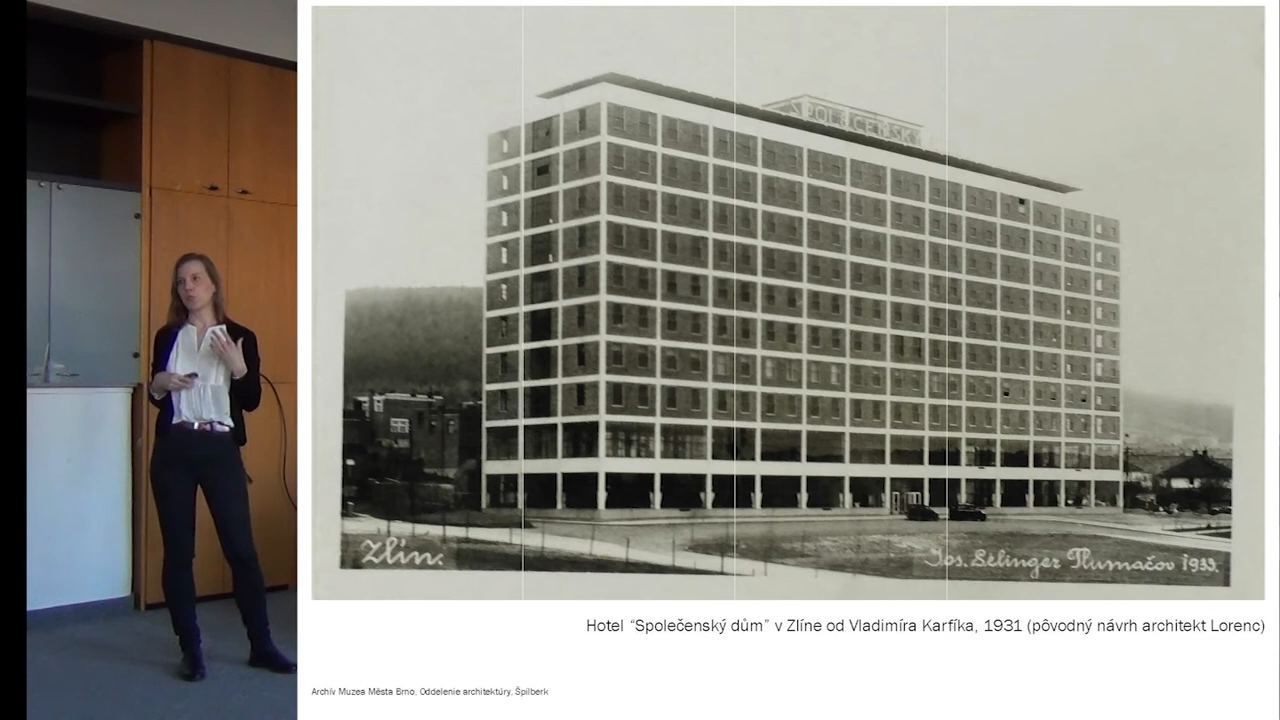 SPOLEČENSKÝ
Zlín.
Jos. Šelinger Tlumačov 1933.
Hotel “Společenský dům” v Zlíne od Vladimíra Karfíka, 1931 (pôvodný návrh architekt Lorenc)
Archív Muzea Města Brno, Oddelenie architektúry, Špilberk